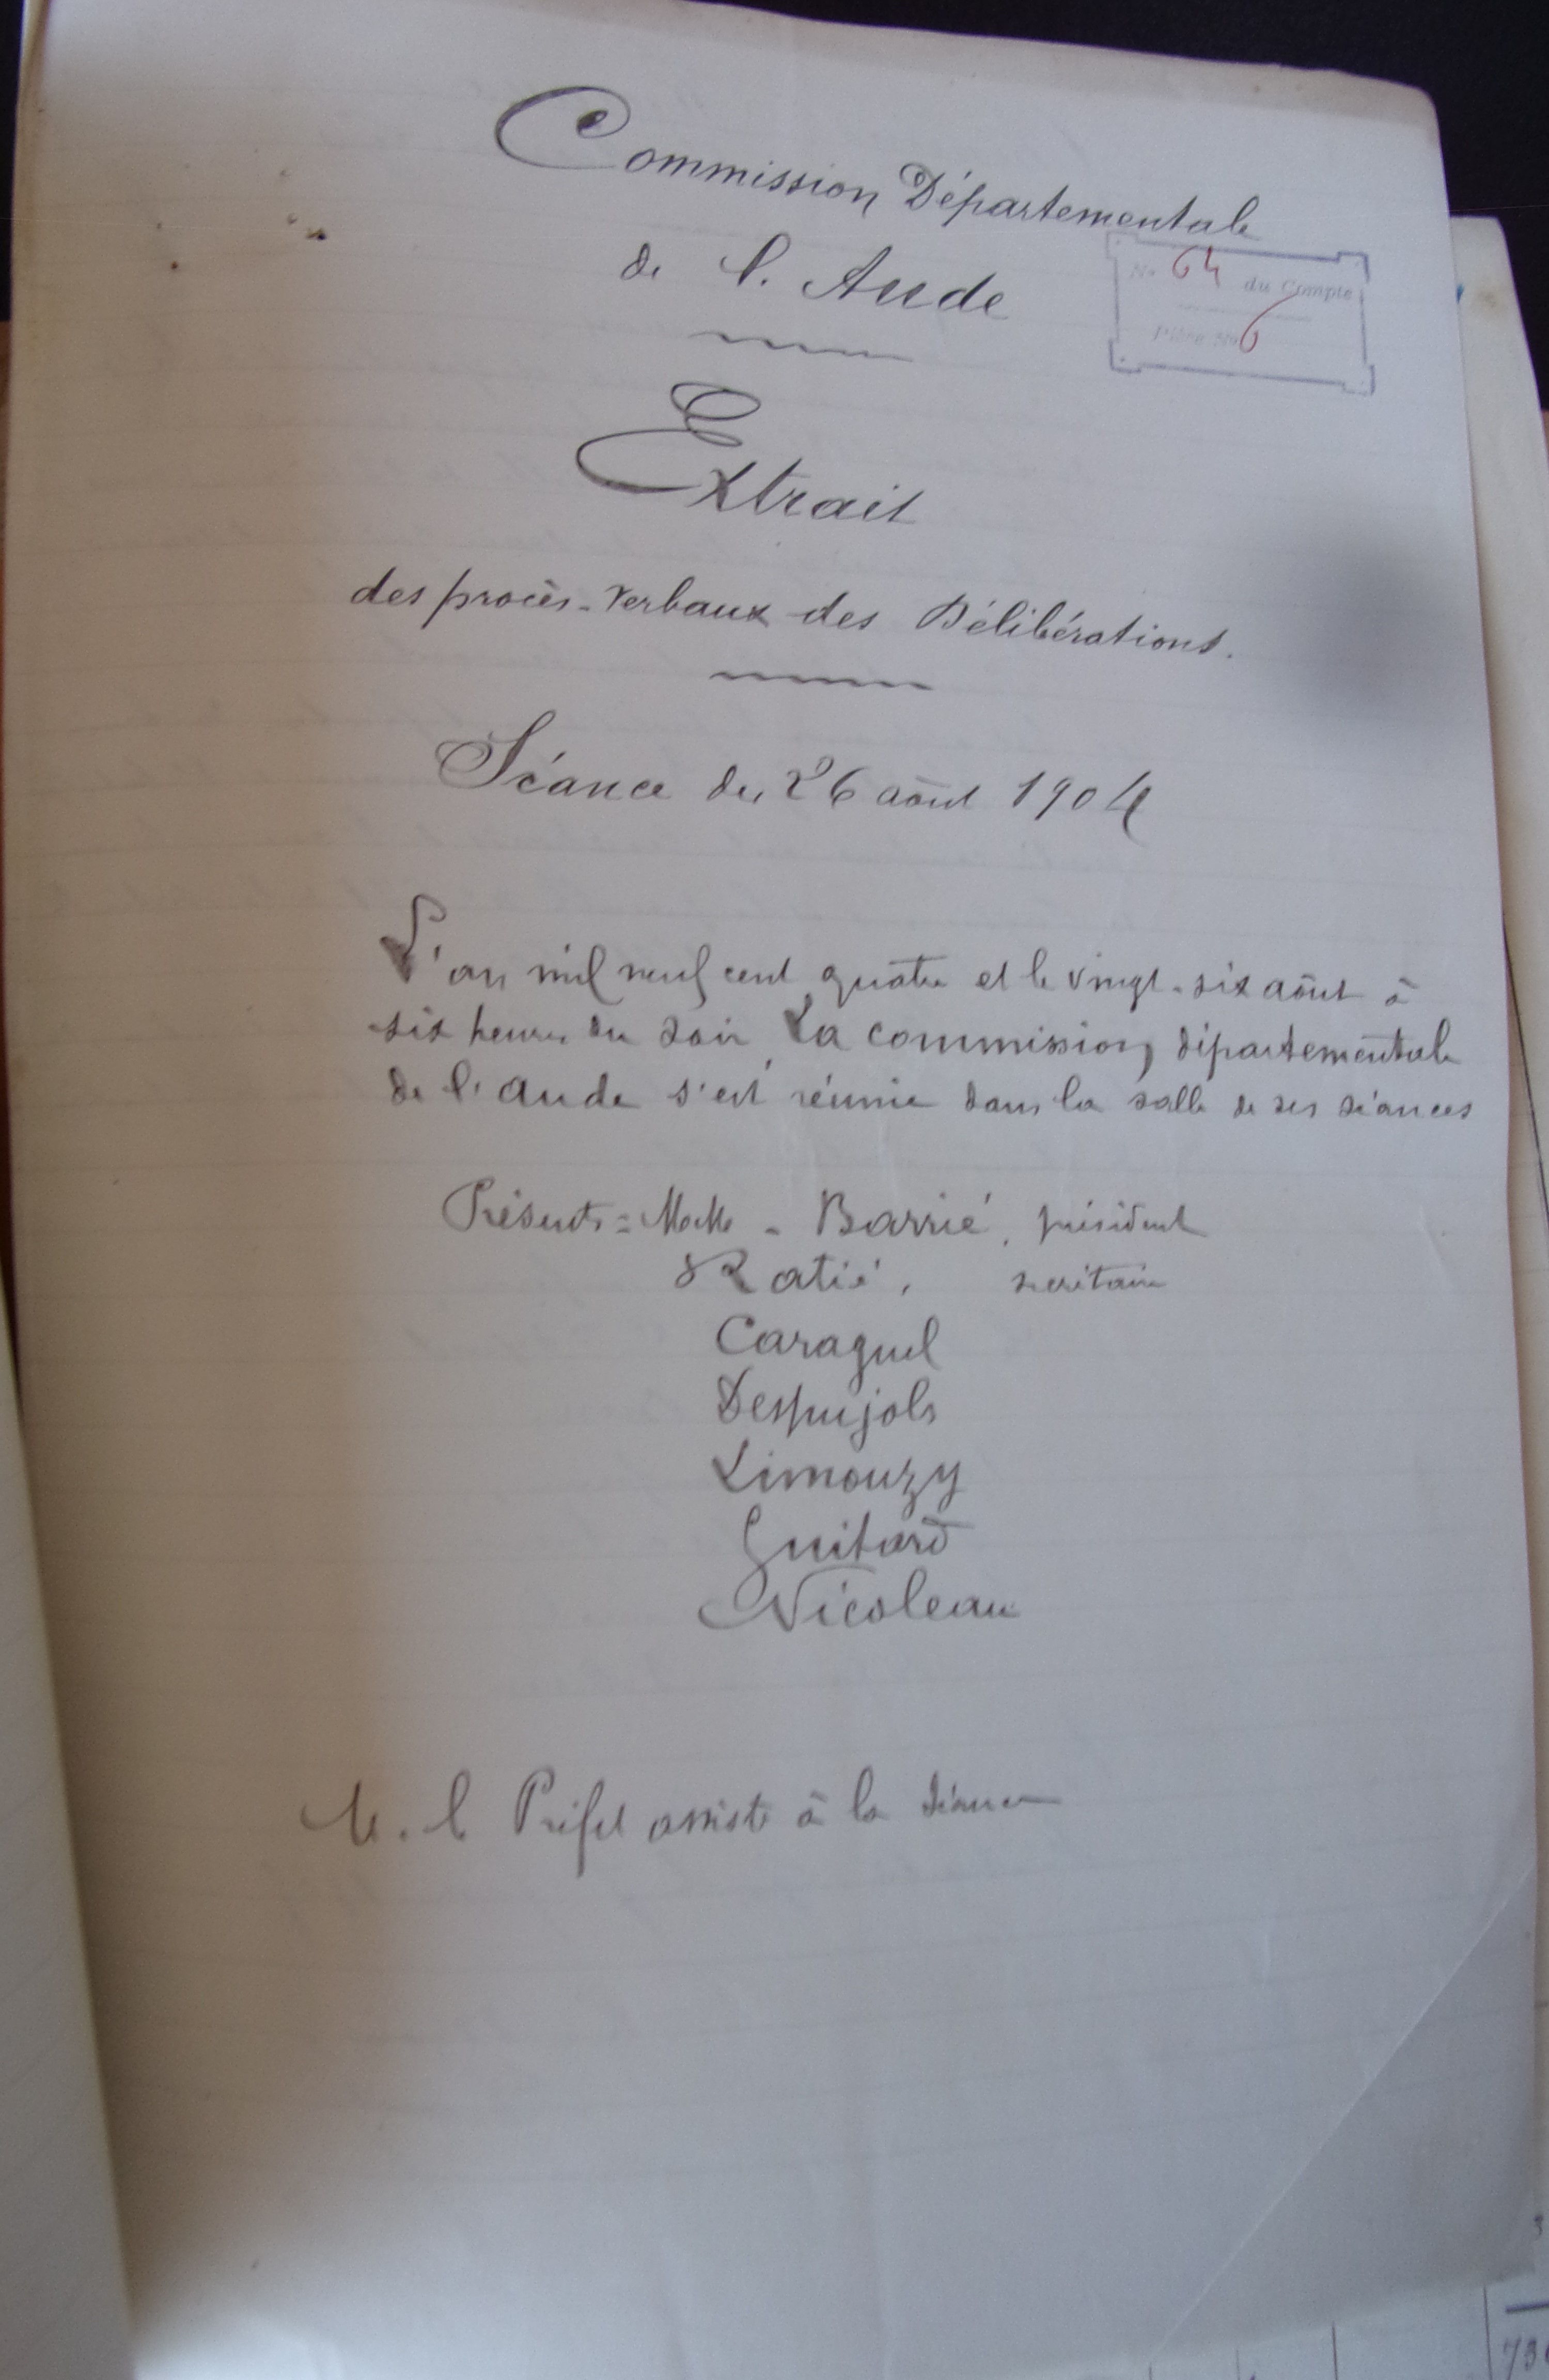 Commission Départementale
de l'Aude
No 64 du Compte
Pièce No 6
Extrait
des procès-verbaux des Délibérations.
Séance du 26 août 1904
L'an mil neuf cent quatre et le vingt-six août à
six heures du soir, La commission départementale
de l'aude s'est réunie dans la salle de ses séances
Présents = MM. - Barrié, président
Ratié, secrétaire
Caraguel
Despujols
Limouzy
Guitard
Nicoleau
M. le Préfet assiste à la séance